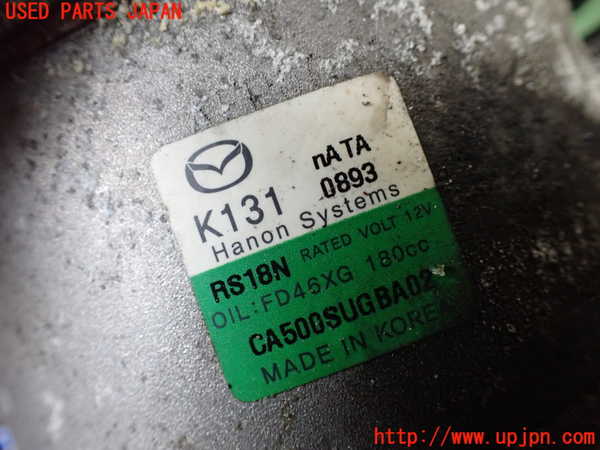 USED PARTS JAPAN
K131
nATA
0893
Hanon Systems
RS18N RATED VOLT 12V
OIL:FD46XG 180cc
CA500SUGBA02
MADE IN KOREA
http://www.upjpn.com/